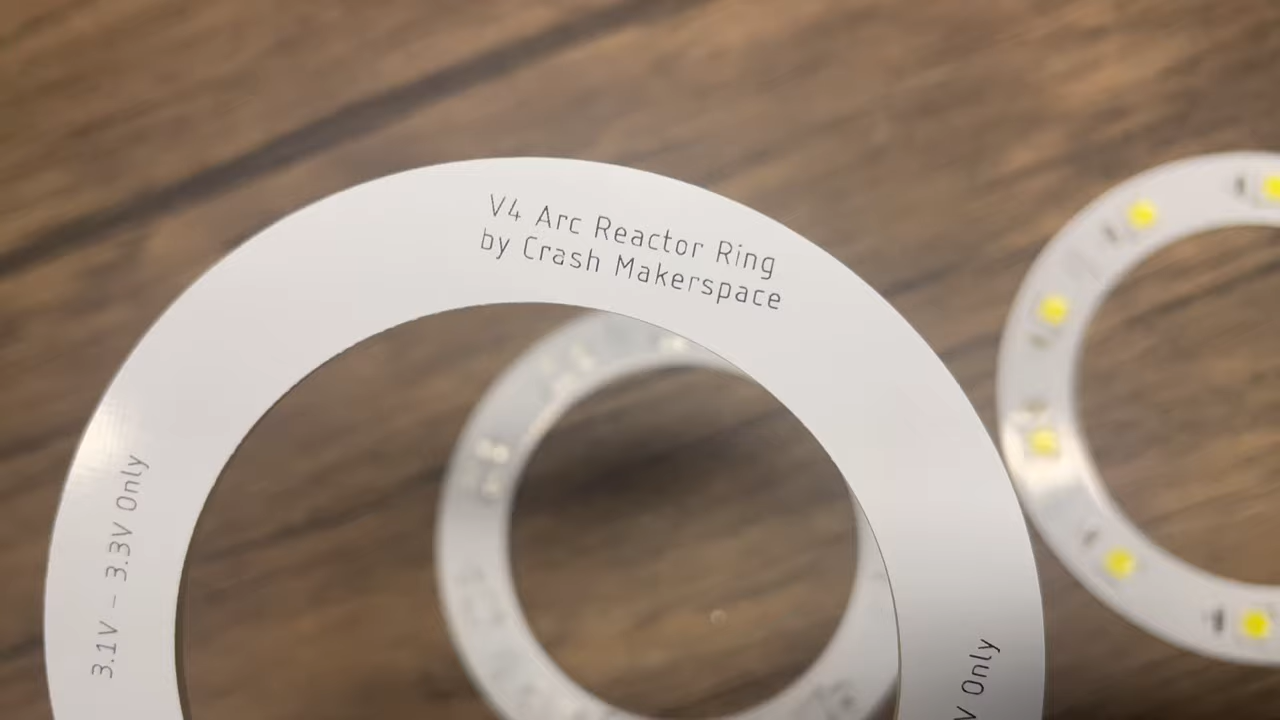 V4 Arc Reactor Ring
by Crash Makerspace
3.1V - 3.3V Only
V Only